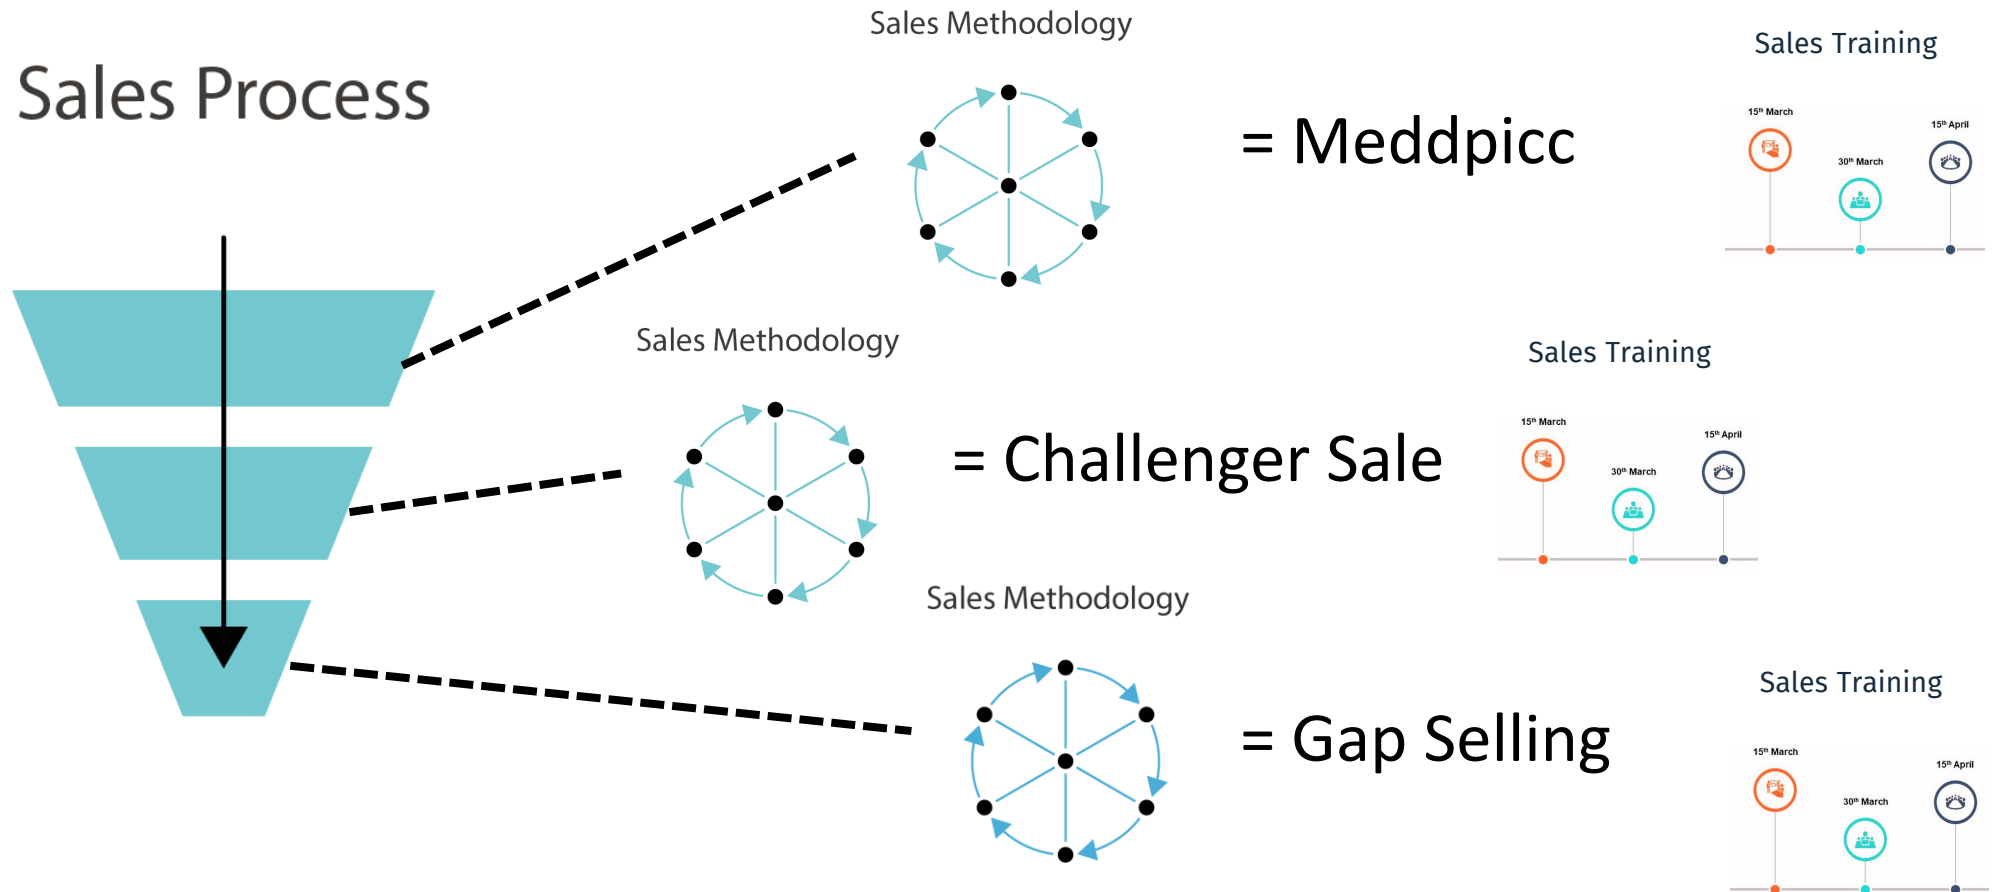 Sales Process
Sales Methodology
= Meddpicc
Sales Training
15th March
30th March
15th April
Sales Methodology
= Challenger Sale
Sales Training
15th March
30th March
15th April
Sales Methodology
= Gap Selling
Sales Training
15th March
30th March
15th April